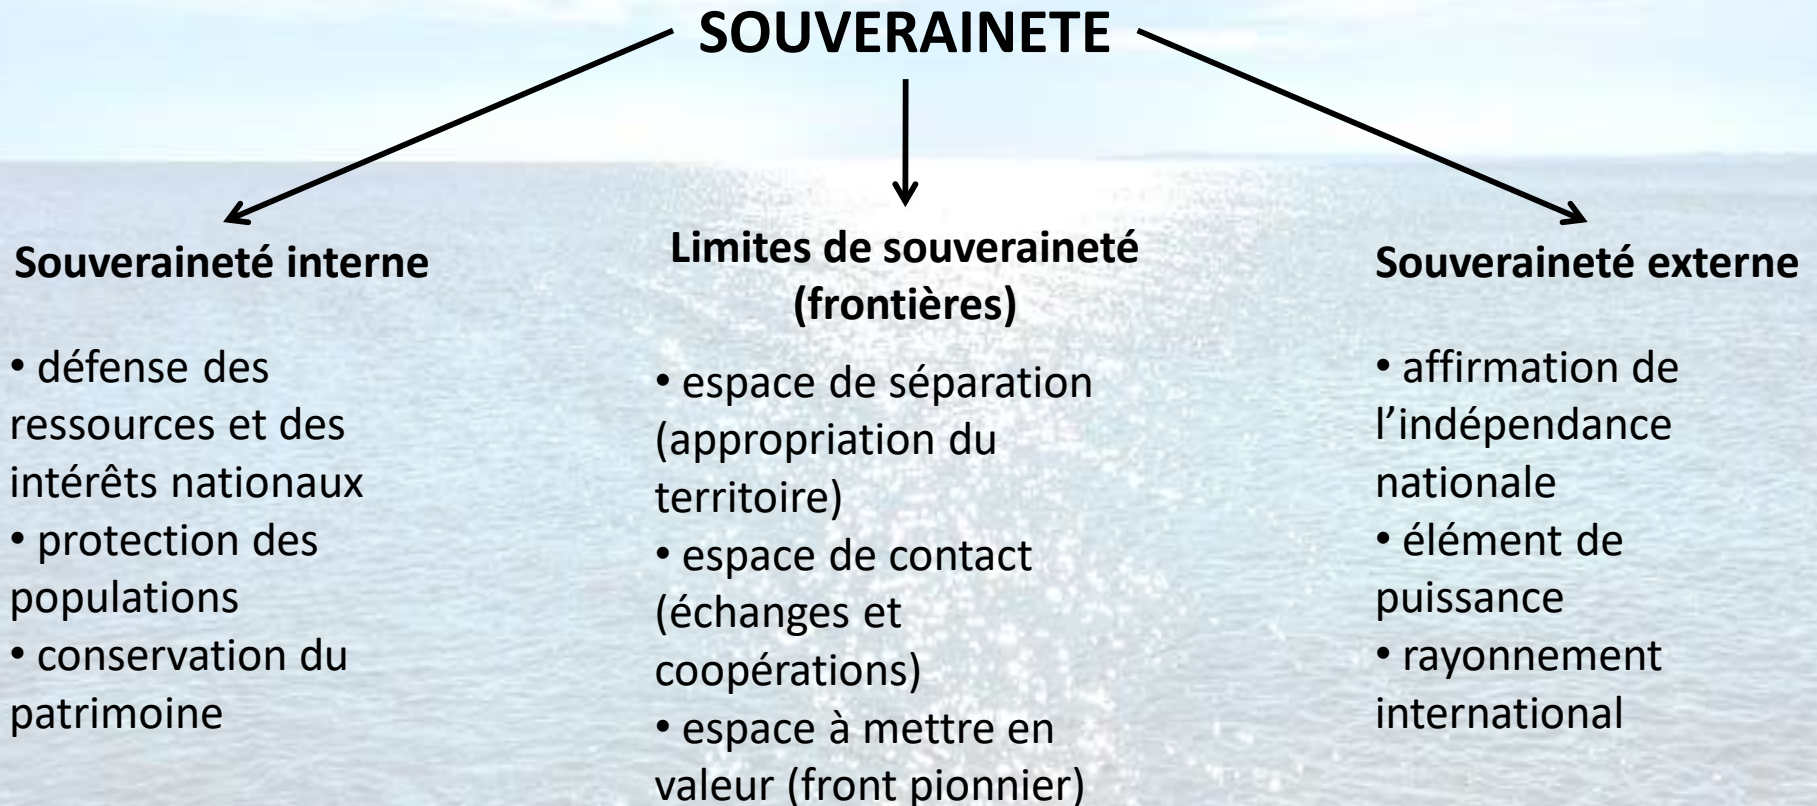 SOUVERAINETE
Souveraineté interne
• défense des
ressources et des
intérêts nationaux
• protection des
populations
• conservation du
patrimoine
Limites de souveraineté
(frontières)
• espace de séparation
(appropriation du
territoire)
• espace de contact
(échanges et
coopérations)
• espace à mettre en
valeur (front pionnier)
Souveraineté externe
• affirmation de
l’indépendance
nationale
• élément de
puissance
• rayonnement
international